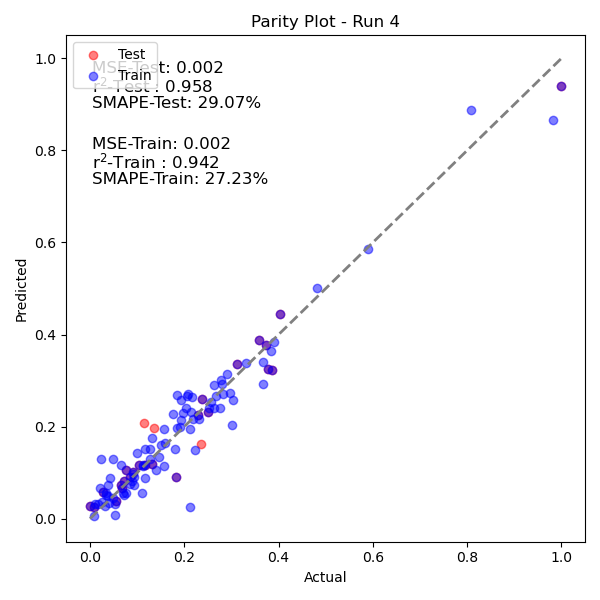 Parity Plot - Run 4
Test
Train
MSE-Test: 0.002
r²-Test : 0.958
SMAPE-Test: 29.07%
MSE-Train: 0.002
r²-Train : 0.942
SMAPE-Train: 27.23%
Predicted
1.0
0.8
0.6
0.4
0.2
0.0
0.0 0.2 0.4 0.6 0.8 1.0
Actual